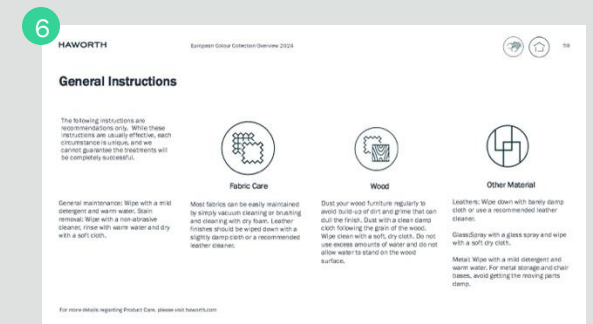 6
HAWORTH
European Colour Collection Overview 2024
General Instructions
The following instructions are
recommendations only. While these
instructions are usually effective, each
circumstance is unique, and we
cannot guarantee the treatments will
be completely successful.
General maintenance: Wipe with a mild
detergent and warm water. Stain
removal: Wipe with a non-abrasive
cleaner, rinse with warm water and dry
with a soft cloth.
Fabric Care
Most fabrics can be easily maintained
by simply vacuum cleaning or brushing
and cleaning with dry foam. Leather
finishes should be wiped down with a
slightly damp cloth or a recommended
leather cleaner.
Wood
Dust your wood furniture regularly to
avoid build-up of dirt and grime that can
dull the finish. Dust with a clean damp
cloth following the grain of the wood.
Wipe clean with a soft, dry cloth. Do not
use excess amounts of water and do not
allow water to stand on the wood
surface.
Other Material
Leathers: Wipe down with barely damp
cloth or use a recommended leather
cleaner.
Glass: Spray with a glass spray and wipe
with a soft dry cloth.
Metal: Wipe with a mild detergent and
warm water. For metal storage and chair
bases, avoid getting the moving parts
damp.
For more details regarding Product Care, please visit haworth.com